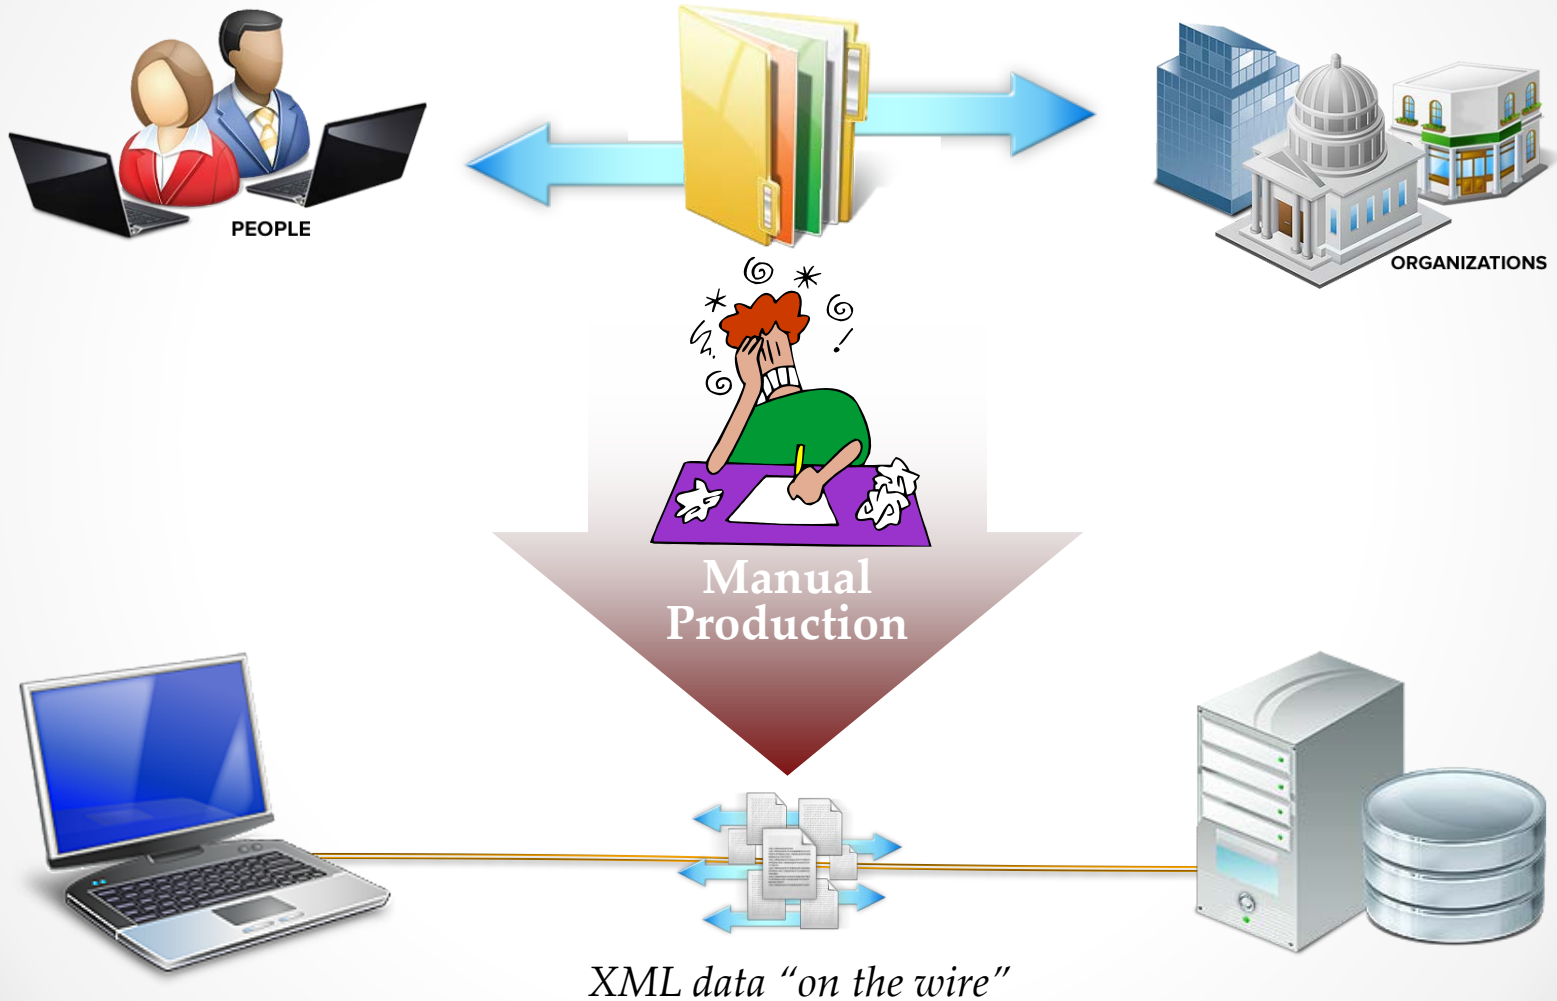 PEOPLE
ORGANIZATIONS
Manual
Production
XML data “on the wire”